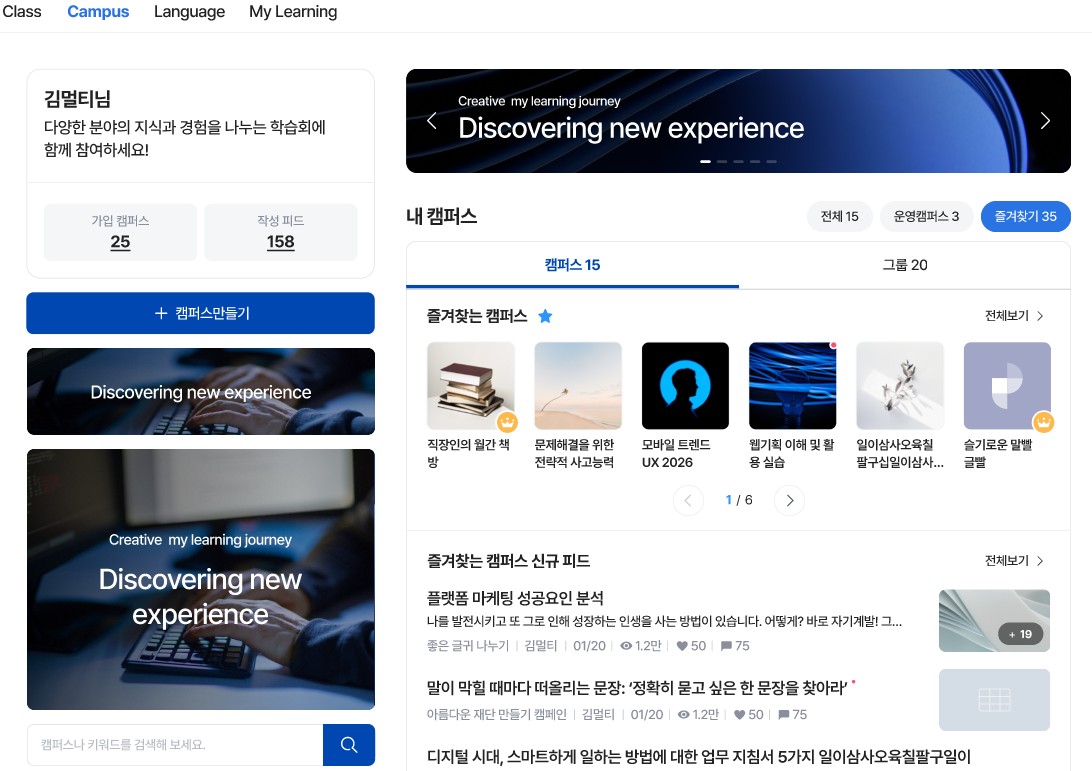 Class Campus Language My Learning
김멀티님
다양한 분야의 지식과 경험을 나누는 학습회에
함께 참여하세요!
가입 캠퍼스
25
작성 피드
158
+ 캠퍼스만들기
Discovering new experience
Creative my learning journey
Discovering new
experience
캠퍼스나 키워드를 검색해 보세요.
Creative my learning journey
Discovering new experience
내 캠퍼스
전체 15
운영캠퍼스 3
즐겨찾기 35
캠퍼스 15
그룹 20
즐겨찾는 캠퍼스
전체보기
직장인의 월간 책
방
문제해결을 위한
전략적 사고능력
모바일 트렌드
UX 2026
웹기획 이해 및 활
용 실습
일이삼사오육칠
팔구십일이삼사...
슬기로운 말빨
글빨
1 / 6
즐겨찾는 캠퍼스 신규 피드
전체보기
플랫폼 마케팅 성공요인 분석
나를 발전시키고 또 그로 인해 성장하는 인생을 사는 방법이 있습니다. 어떻게? 바로 자기계발! 그...
좋은 글귀 나누기 | 김멀티 | 01/20 | 1.2만 | 50 | 75
+ 19
말이 막힐 때마다 떠올리는 문장: ‘정확히 묻고 싶은 한 문장을 찾아라’
아름다운 재단 만들기 캠페인 | 김멀티 | 01/20 | 1.2만 | 50 | 75
디지털 시대, 스마트하게 일하는 방법에 대한 업무 지침서 5가지 일이삼사오육칠팔구일이